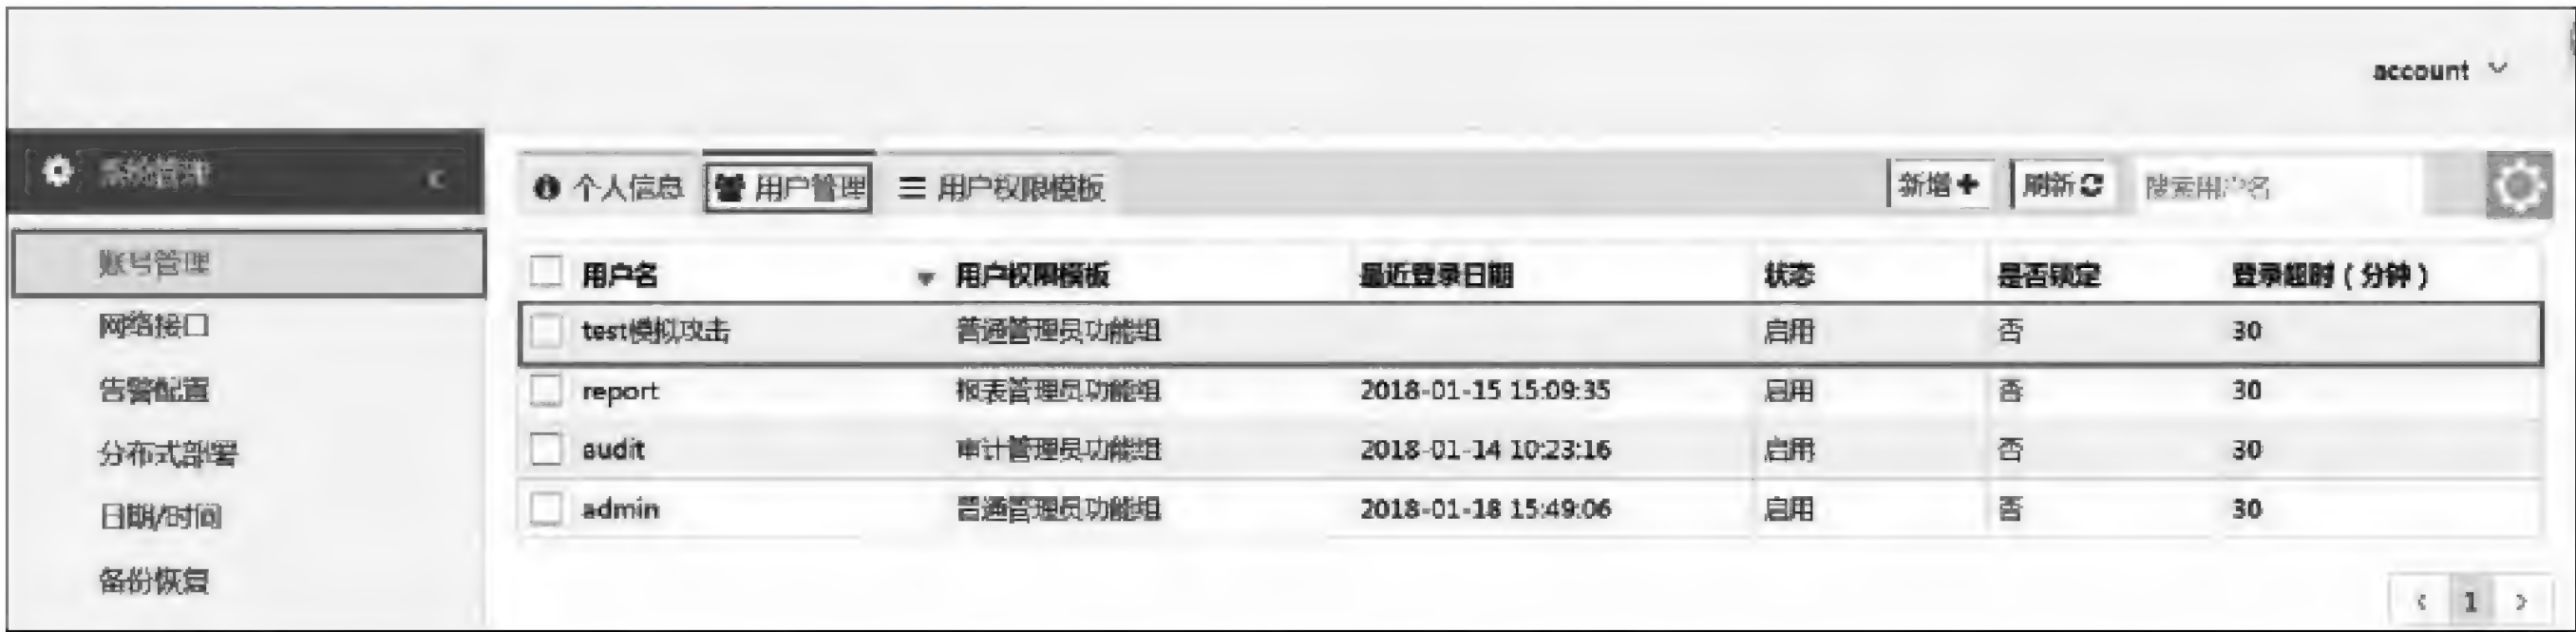 account
系统管理
个人信息 用户管理 用户权限模板 新增 刷新 搜索用户名
账号管理
网络接口
告警配置
分布式部署
日期/时间
备份恢复
用户名 用户权限模板 最近登录日期 状态 是否锁定 登录超时（分钟）
test模拟攻击 普通管理员功能组 启用 否 30
report 报表管理员功能组 2018-01-15 15:09:35 启用 否 30
audit 审计管理员功能组 2018-01-14 10:23:16 启用 否 30
admin 普通管理员功能组 2018-01-18 15:49:06 启用 否 30
1